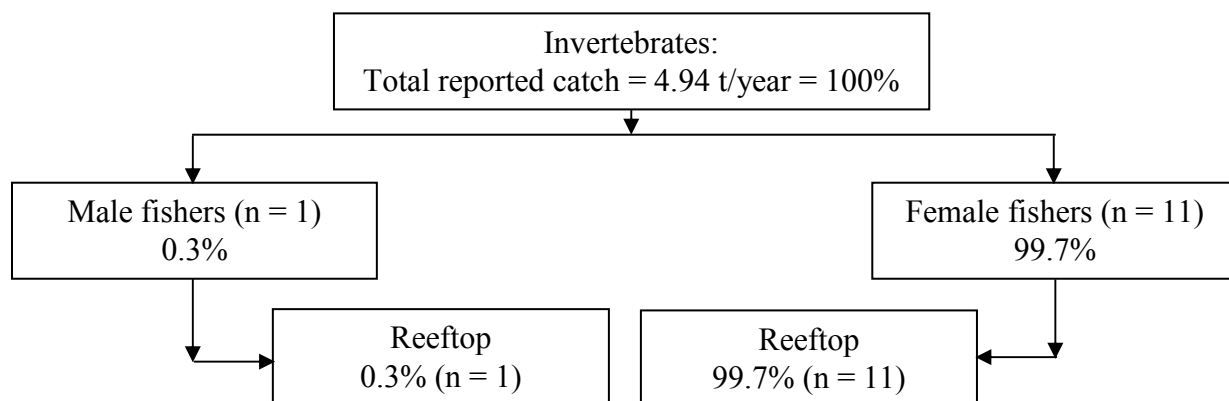 Invertebrates:
Total reported catch = 4.94 t/year = 100%
Male fishers (n = 1)
0.3%
Female fishers (n = 11)
99.7%
Reeftop
0.3% (n = 1)
Reeftop
99.7% (n = 11)